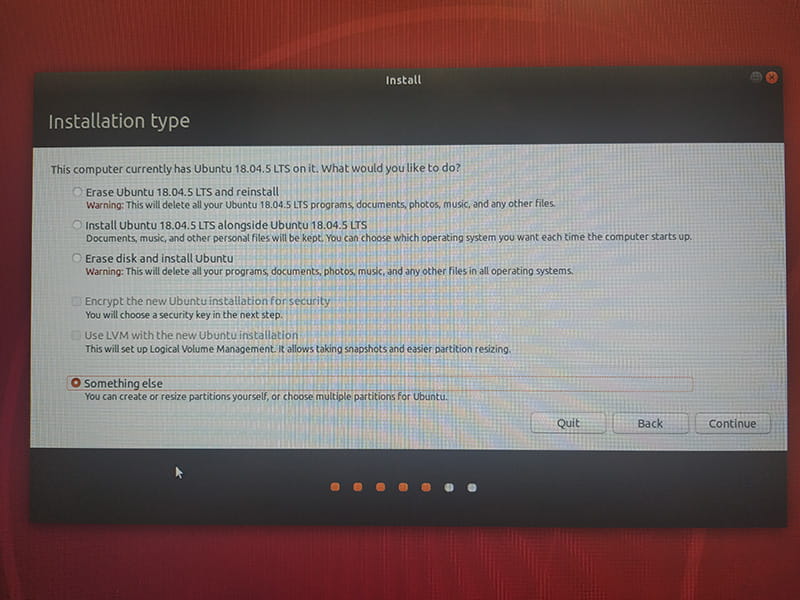 Install
Installation type
This computer currently has Ubuntu 18.04.5 LTS on it. What would you like to do?
Erase Ubuntu 18.04.5 LTS and reinstall
Warning: This will delete all your Ubuntu 18.04.5 LTS programs, documents, photos, music, and any other files.
Install Ubuntu 18.04.5 LTS alongside Ubuntu 18.04.5 LTS
Documents, music, and other personal files will be kept. You can choose which operating system you want each time the computer starts up.
Erase disk and install Ubuntu
Warning: This will delete all your programs, documents, photos, music, and any other files in all operating systems.
Encrypt the new Ubuntu installation for security
You will choose a security key in the next step.
Use LVM with the new Ubuntu installation
This will set up Logical Volume Management. It allows taking snapshots and easier partition resizing.
Something else
You can create or resize partitions yourself, or choose multiple partitions for Ubuntu.
Quit Back Continue